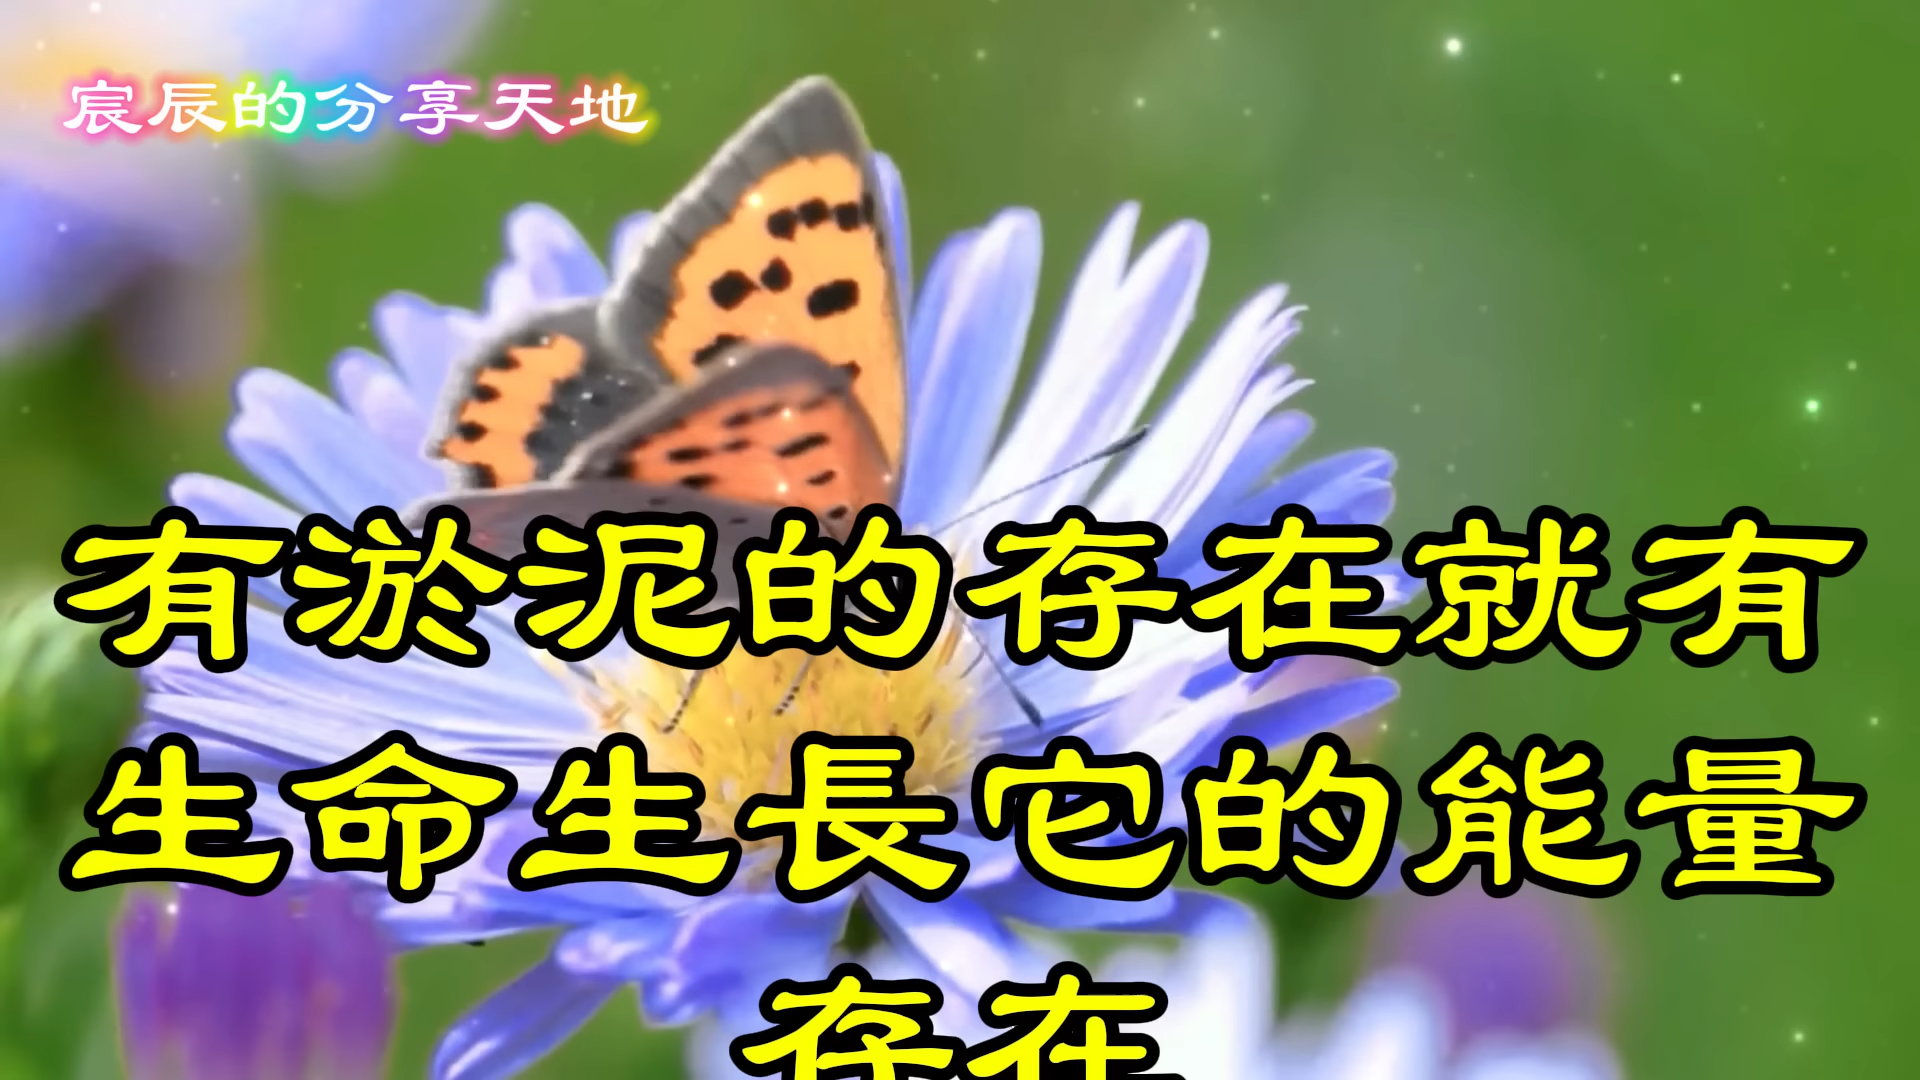 宸辰的分享天地
有淤泥的存在就有
生命生長它的能量
存在